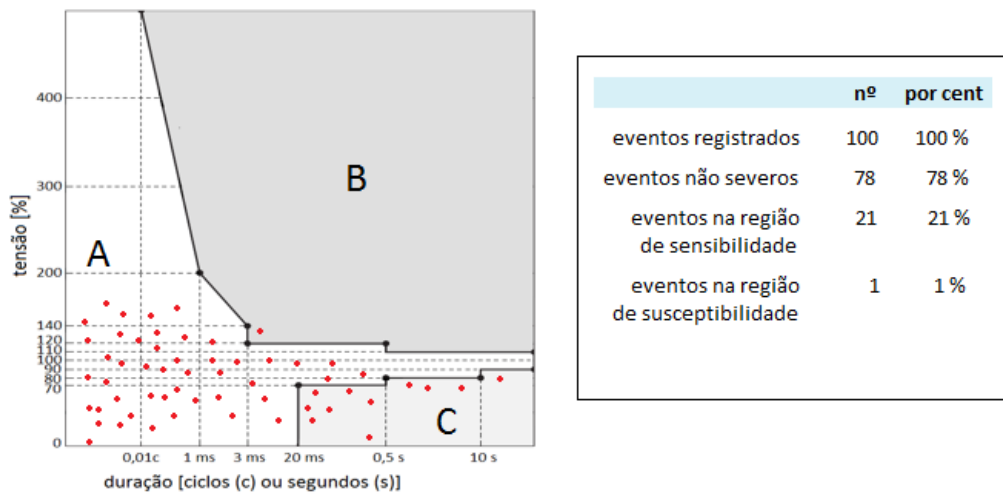 400
300
200
140
120
110
100
90
80
70
0
tensão [%]
A
B
C
0,01c 1 ms 3 ms 20 ms 0,5 s 10 s
duração [ciclos (c) ou segundos (s)]
nº por cent
eventos registrados 100 100 %
eventos não severos 78 78 %
eventos na região
de sensibilidade
21 21 %
eventos na região
de susceptibilidade
1 1 %